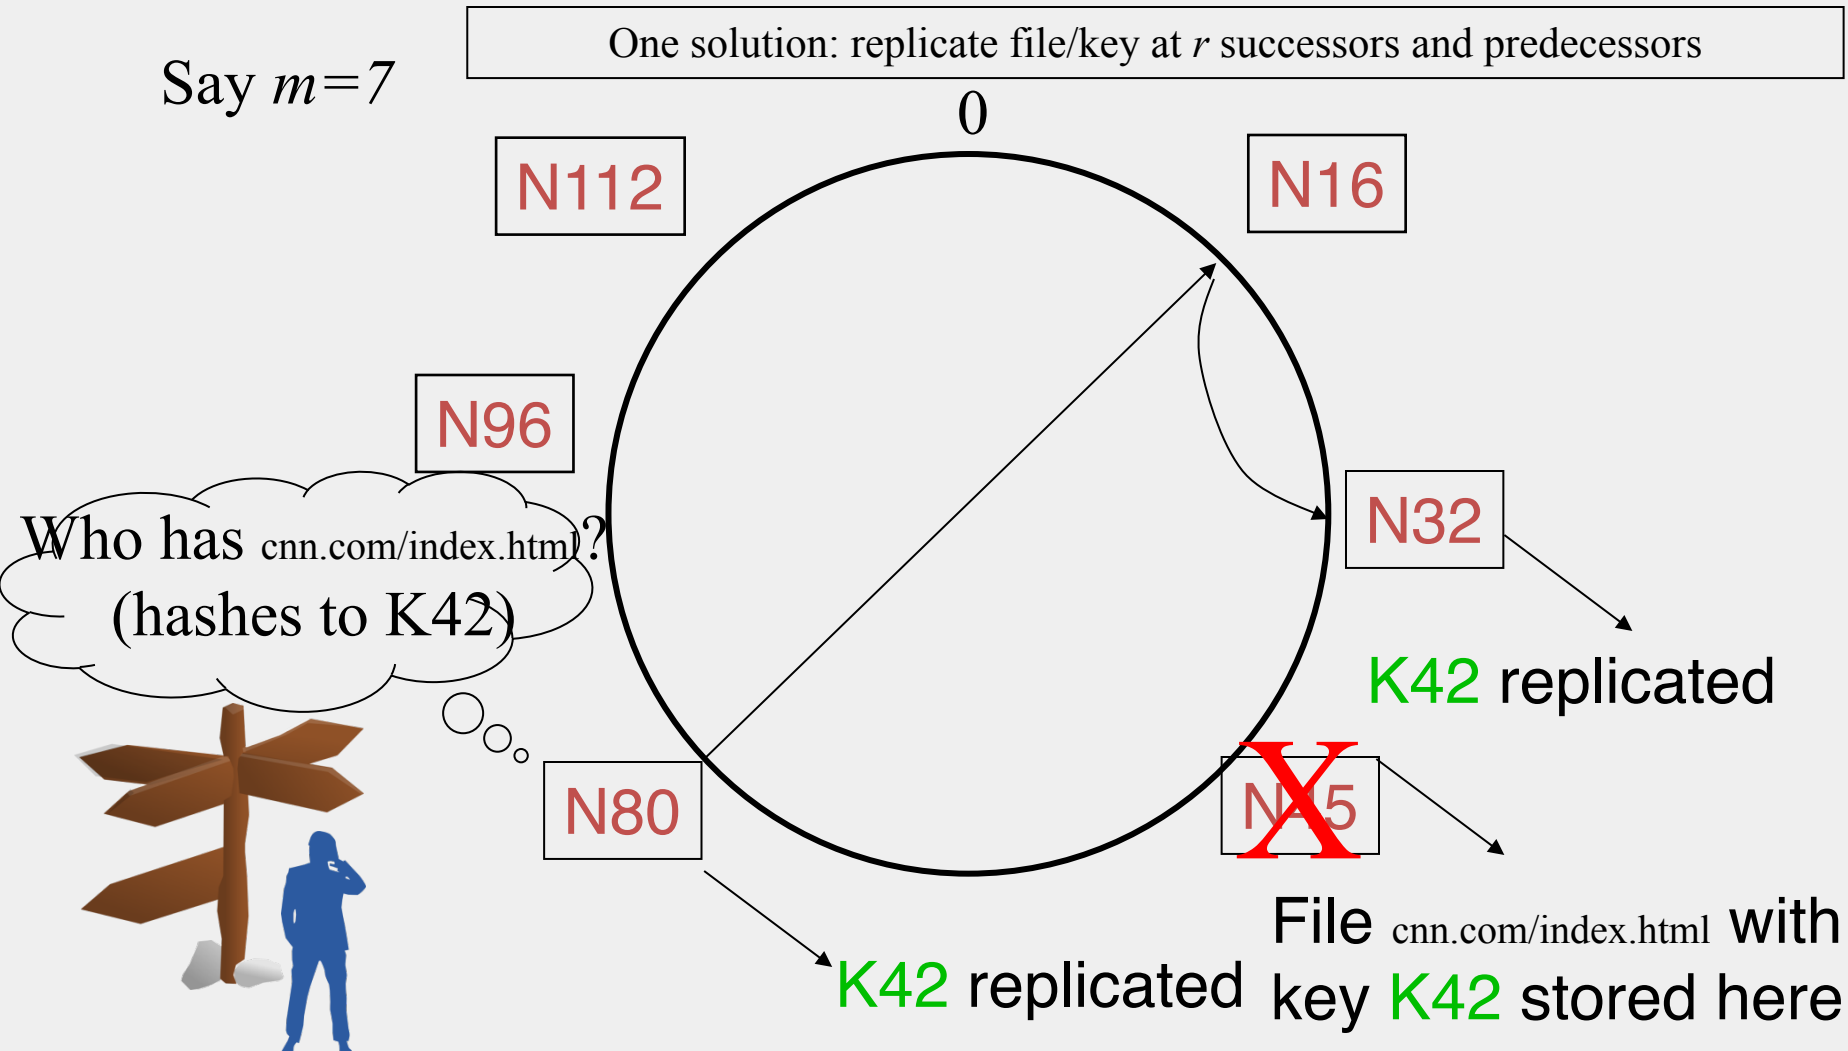 One solution: replicate file/key at r successors and predecessors
Say m=7
0
N112
N16
N96
N32
Who has cnn.com/index.html?
(hashes to K42)
K42 replicated
N80
N45
X
File cnn.com/index.html with
key K42 stored here
K42 replicated